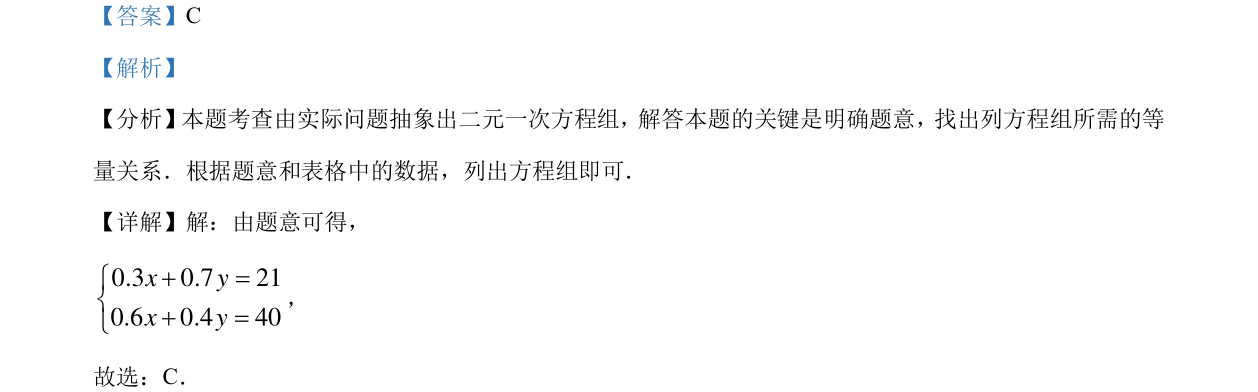 【答案】C
【解析】
【分析】本题考查由实际问题抽象出二元一次方程组，解答本题的关键是明确题意，找出列方程组所需的等
量关系．根据题意和表格中的数据，列出方程组即可．
【详解】解：由题意可得，
{0.3x+0.7y=21
0.6x+0.4y=40，
故选：C．